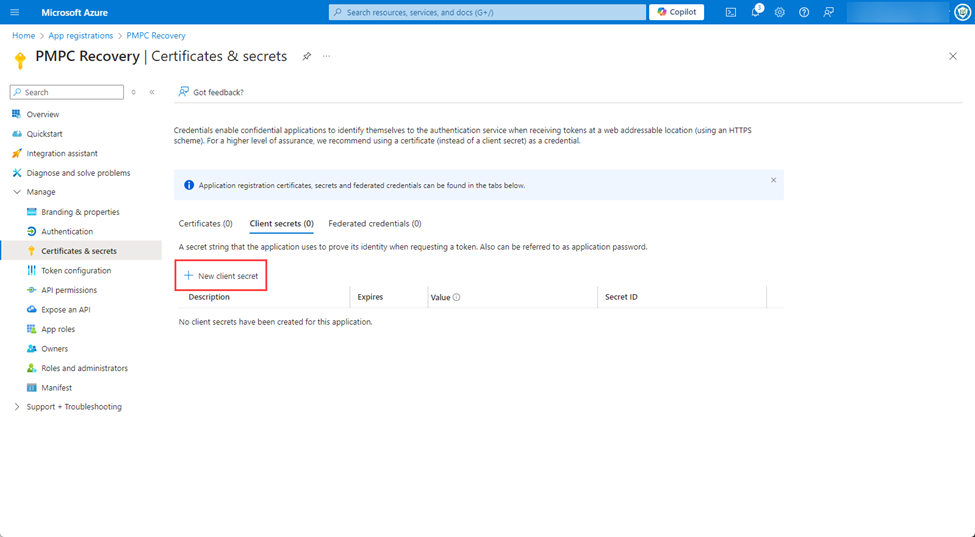 Microsoft Azure
Search resources, services, and docs (G+/)
Copilot
3
Home > App registrations > PMPC Recovery
PMPC Recovery | Certificates & secrets
Search
Got feedback?
Overview
Quickstart
Integration assistant
Diagnose and solve problems
Manage
Branding & properties
Authentication
Certificates & secrets
Token configuration
API permissions
Expose an API
App roles
Owners
Roles and administrators
Manifest
Support + Troubleshooting
Credentials enable confidential applications to identify themselves to the authentication service when receiving tokens at a web addressable location (using an HTTPS
scheme). For a higher level of assurance, we recommend using a certificate (instead of a client secret) as a credential.
Application registration certificates, secrets and federated credentials can be found in the tabs below.
Certificates (0) Client secrets (0) Federated credentials (0)
A secret string that the application uses to prove its identity when requesting a token. Also can be referred to as application password.
New client secret
Description Expires Value Secret ID
No client secrets have been created for this application.